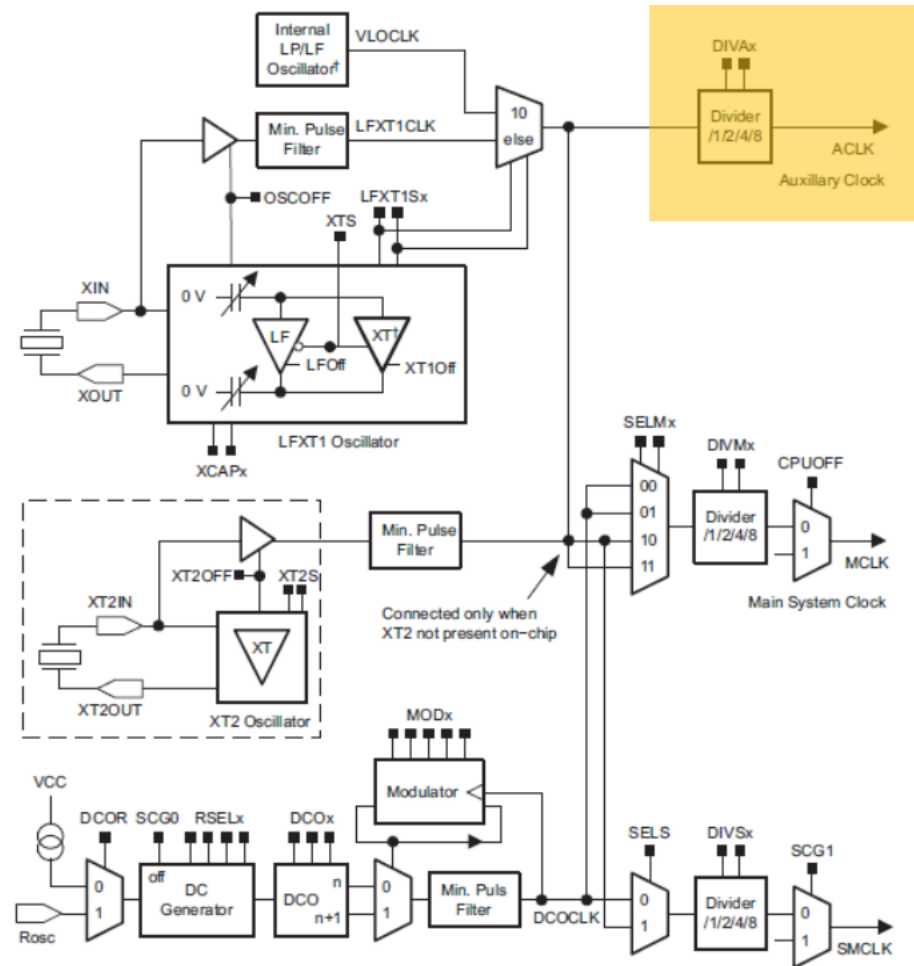 Internal
LP/LF
Oscillator†
VLOCLK
DIVAx
Divider
/1/2/4/8
ACLK
Auxillary Clock
10
else
Min. Pulse
Filter
LFXT1CLK
OSCOFF
LFXT1Sx
XTS
XIN
XOUT
0 V
LF
XT†
LFOff
XT1Off
0 V
LFXT1 Oscillator
XCAPx
SELMx
DIVMx
CPUOFF
00
01
10
11
Divider
/1/2/4/8
0
1
MCLK
Main System Clock
Min. Pulse
Filter
Connected only when
XT2 not present on−chip
XT2OFF
XT2S
XT2IN
XT
XT2OUT
XT2 Oscillator
MODx
Modulator
VCC
DCOR
SCG0
RSELx
DCOx
0
1
Rosc
off
DC
Generator
DCO
n
n+1
0
1
Min. Puls
Filter
DCOCLK
SELS
DIVSx
SCG1
0
1
Divider
/1/2/4/8
0
1
SMCLK